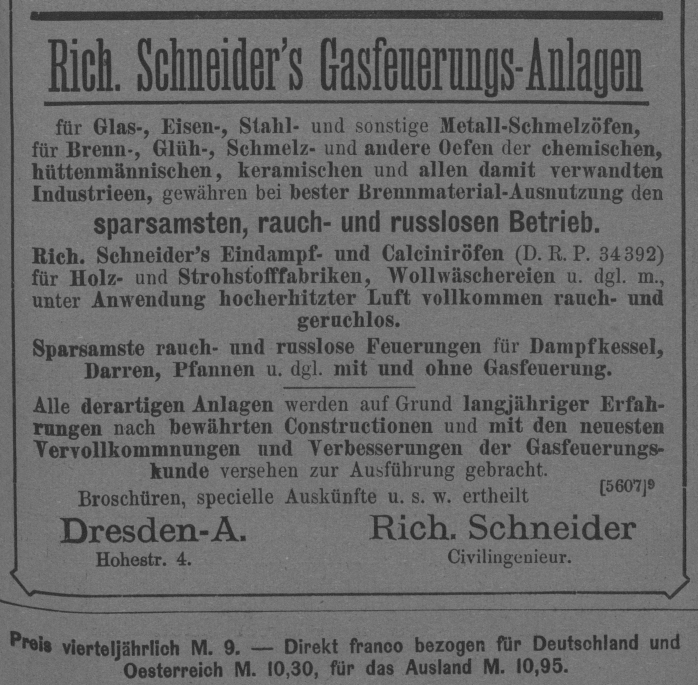 Rich. Schneider's Gasfeuerungs-Anlagen
für Glas-, Eisen-, Stahl- und sonstige Metall-Schmelzöfen,
für Brenn-, Glüh-, Schmelz- und andere Oefen der chemischen,
hüttenmännischen, keramischen und allen damit verwandten
Industrieen, gewähren bei bester Brennmaterial-Ausnutzung den
sparsamsten, rauch- und russlosen Betrieb.
Rich. Schneider's Eindampf- und Calciniröfen (D. R. P. 34392)
für Holz- und Strohstofffabriken, Wollwäschereien u. dgl. m.,
unter Anwendung hocherhitzter Luft vollkommen rauch- und
geruchlos.
Sparsamste rauch- und russlose Feuerungen für Dampfkessel,
Darren, Pfannen u. dgl. mit und ohne Gasfeuerung.
Alle derartigen Anlagen werden auf Grund langjähriger Erfah-
rungen nach bewährten Constructionen und mit den neuesten
Vervollkommnungen und Verbesserungen der Gasfeuerungs-
kunde versehen zur Ausführung gebracht.
Broschüren, specielle Auskünfte u. s. w. ertheilt [5607]9
Dresden-A. Rich. Schneider
Hohestr. 4. Civilingenieur.
Preis vierteljährlich M. 9. — Direkt franco bezogen für Deutschland und
Oesterreich M. 10,30, für das Ausland M. 10,95.